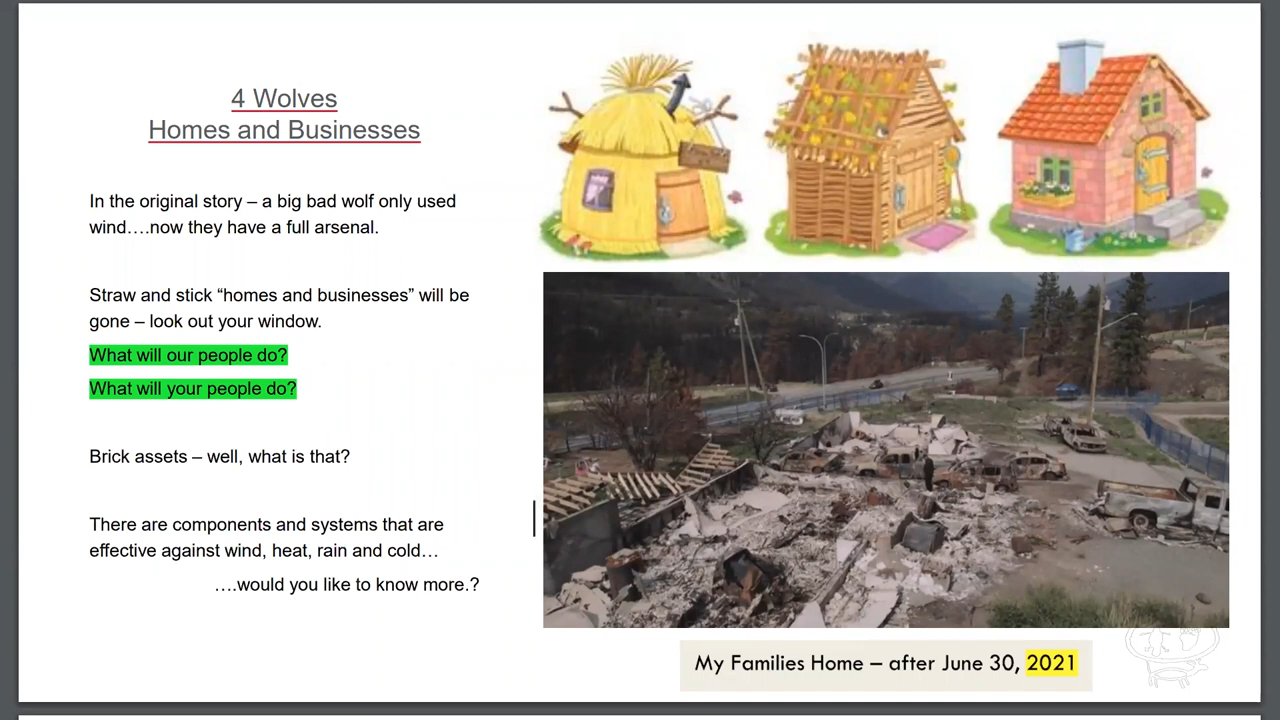 4 Wolves
Homes and Businesses
In the original story – a big bad wolf only used
wind….now they have a full arsenal.
Straw and stick “homes and businesses” will be
gone – look out your window.
What will our people do?
What will your people do?
Brick assets – well, what is that?
There are components and systems that are
effective against wind, heat, rain and cold…
….would you like to know more.?
My Families Home – after June 30, 2021